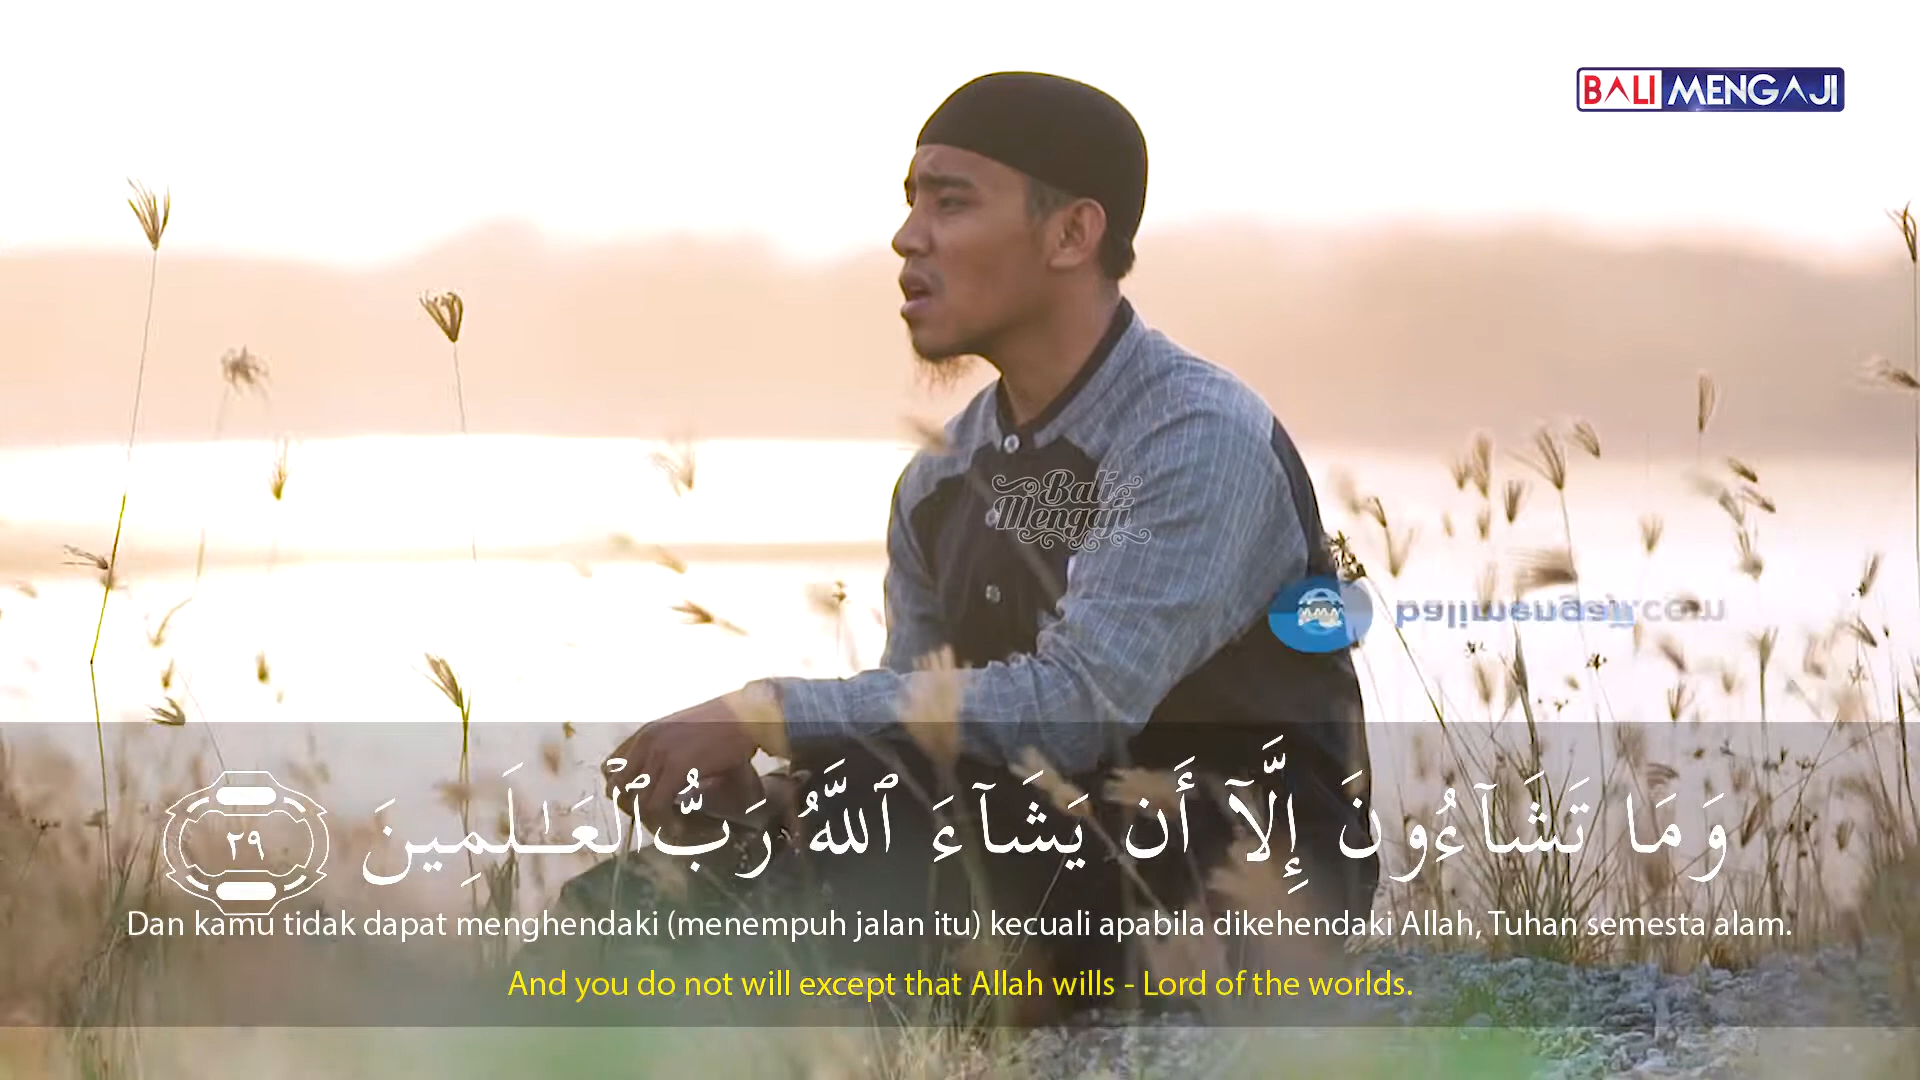 BALI MENGAJI
Bali
Mengaji
balimengaji.com
وَمَا تَشَآءُونَ إِلَّآ أَن يَشَآءَ ٱللَّهُ رَبُّ ٱلْعَـٰلَمِينَ ٢٩
Dan kamu tidak dapat menghendaki (menempuh jalan itu) kecuali apabila dikehendaki Allah, Tuhan semesta alam.
And you do not will except that Allah wills - Lord of the worlds.